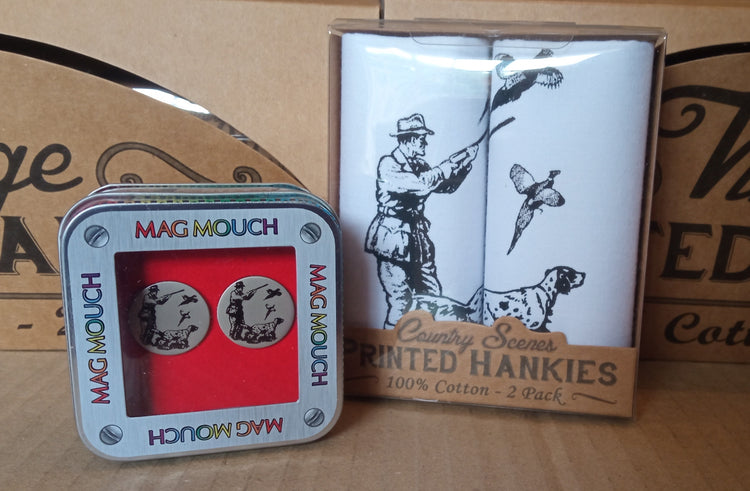 MAG MOUCH
MAG MOUCH
MAG MOUCH
MAG MOUCH
Country Scenes
PRINTED HANKIES
100% Cotton - 2 Pack